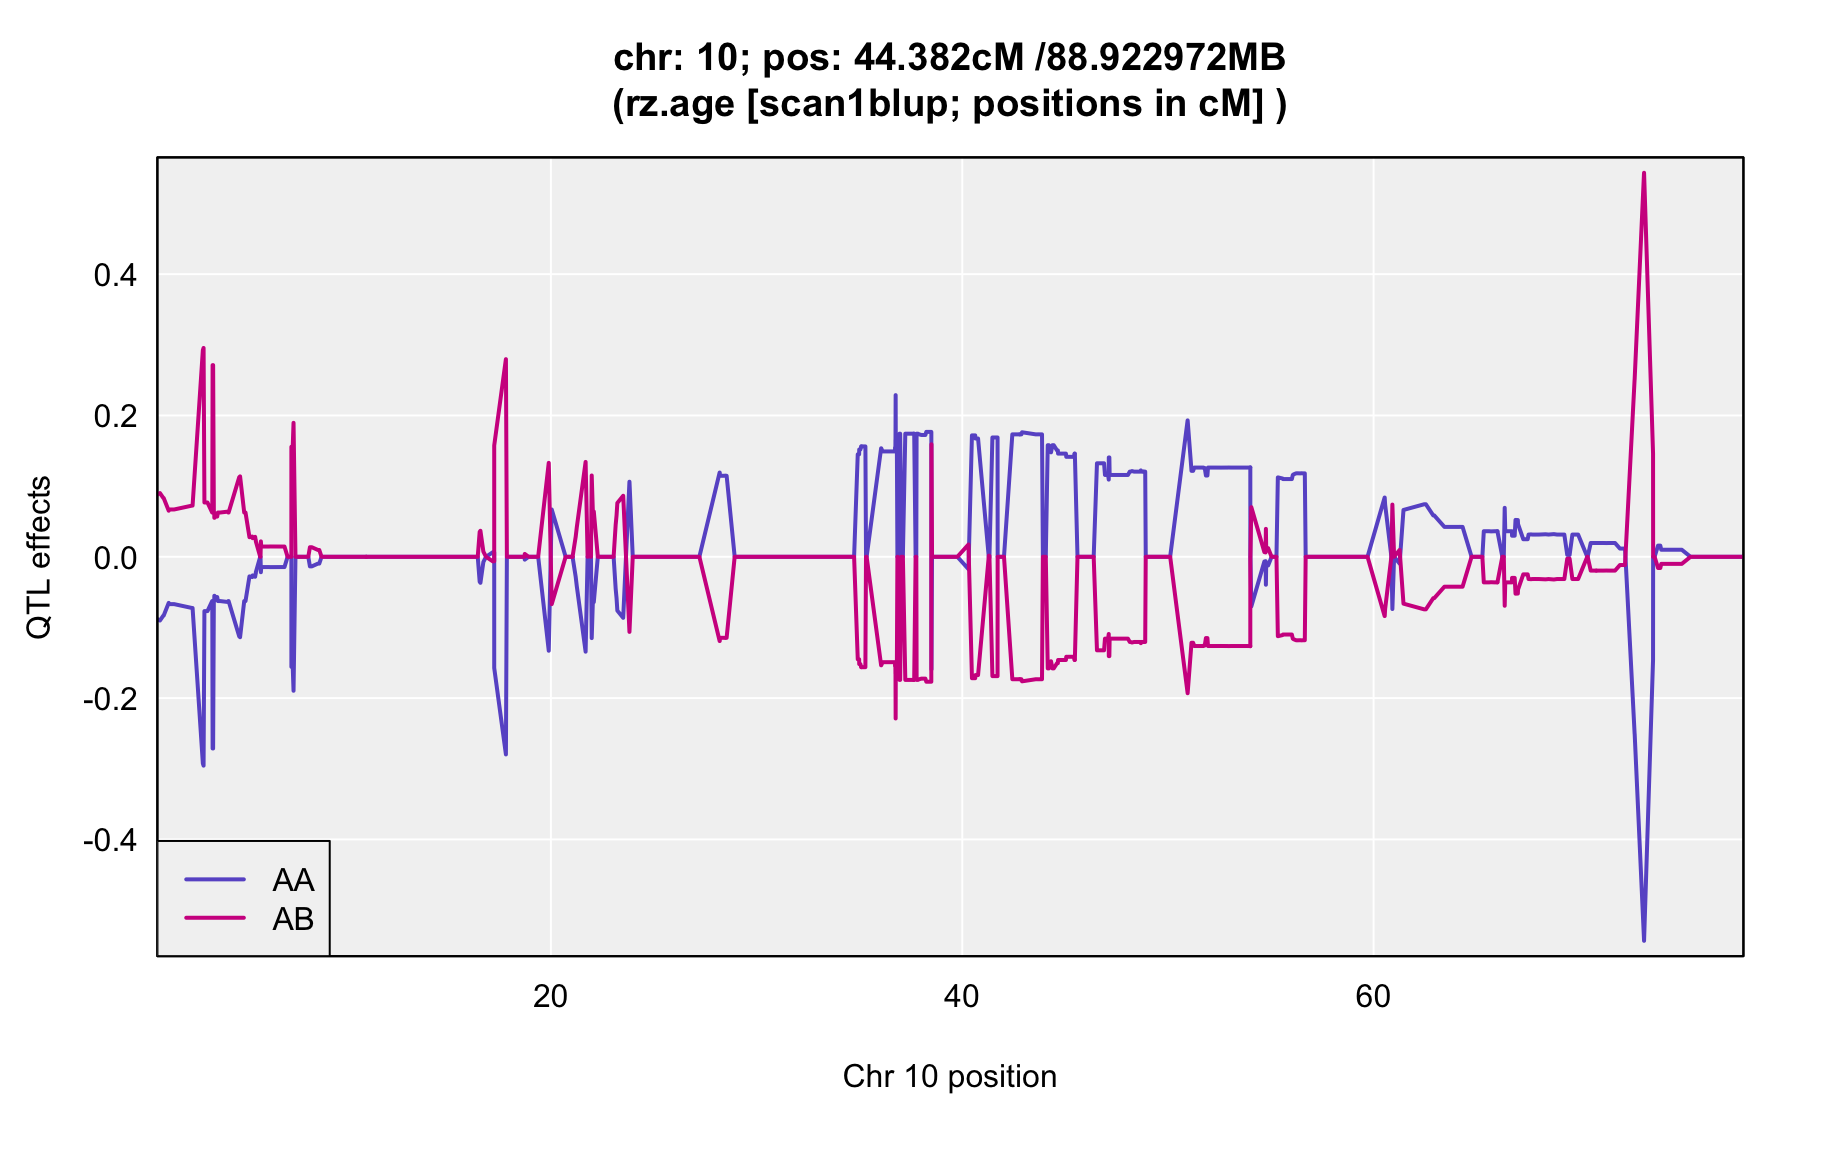 chr: 10; pos: 44.382cM /88.922972MB
(rz.age [scan1blup; positions in cM] )
QTL effects
0.4
0.2
0.0
-0.2
-0.4
AA
AB
20
40
60
Chr 10 position